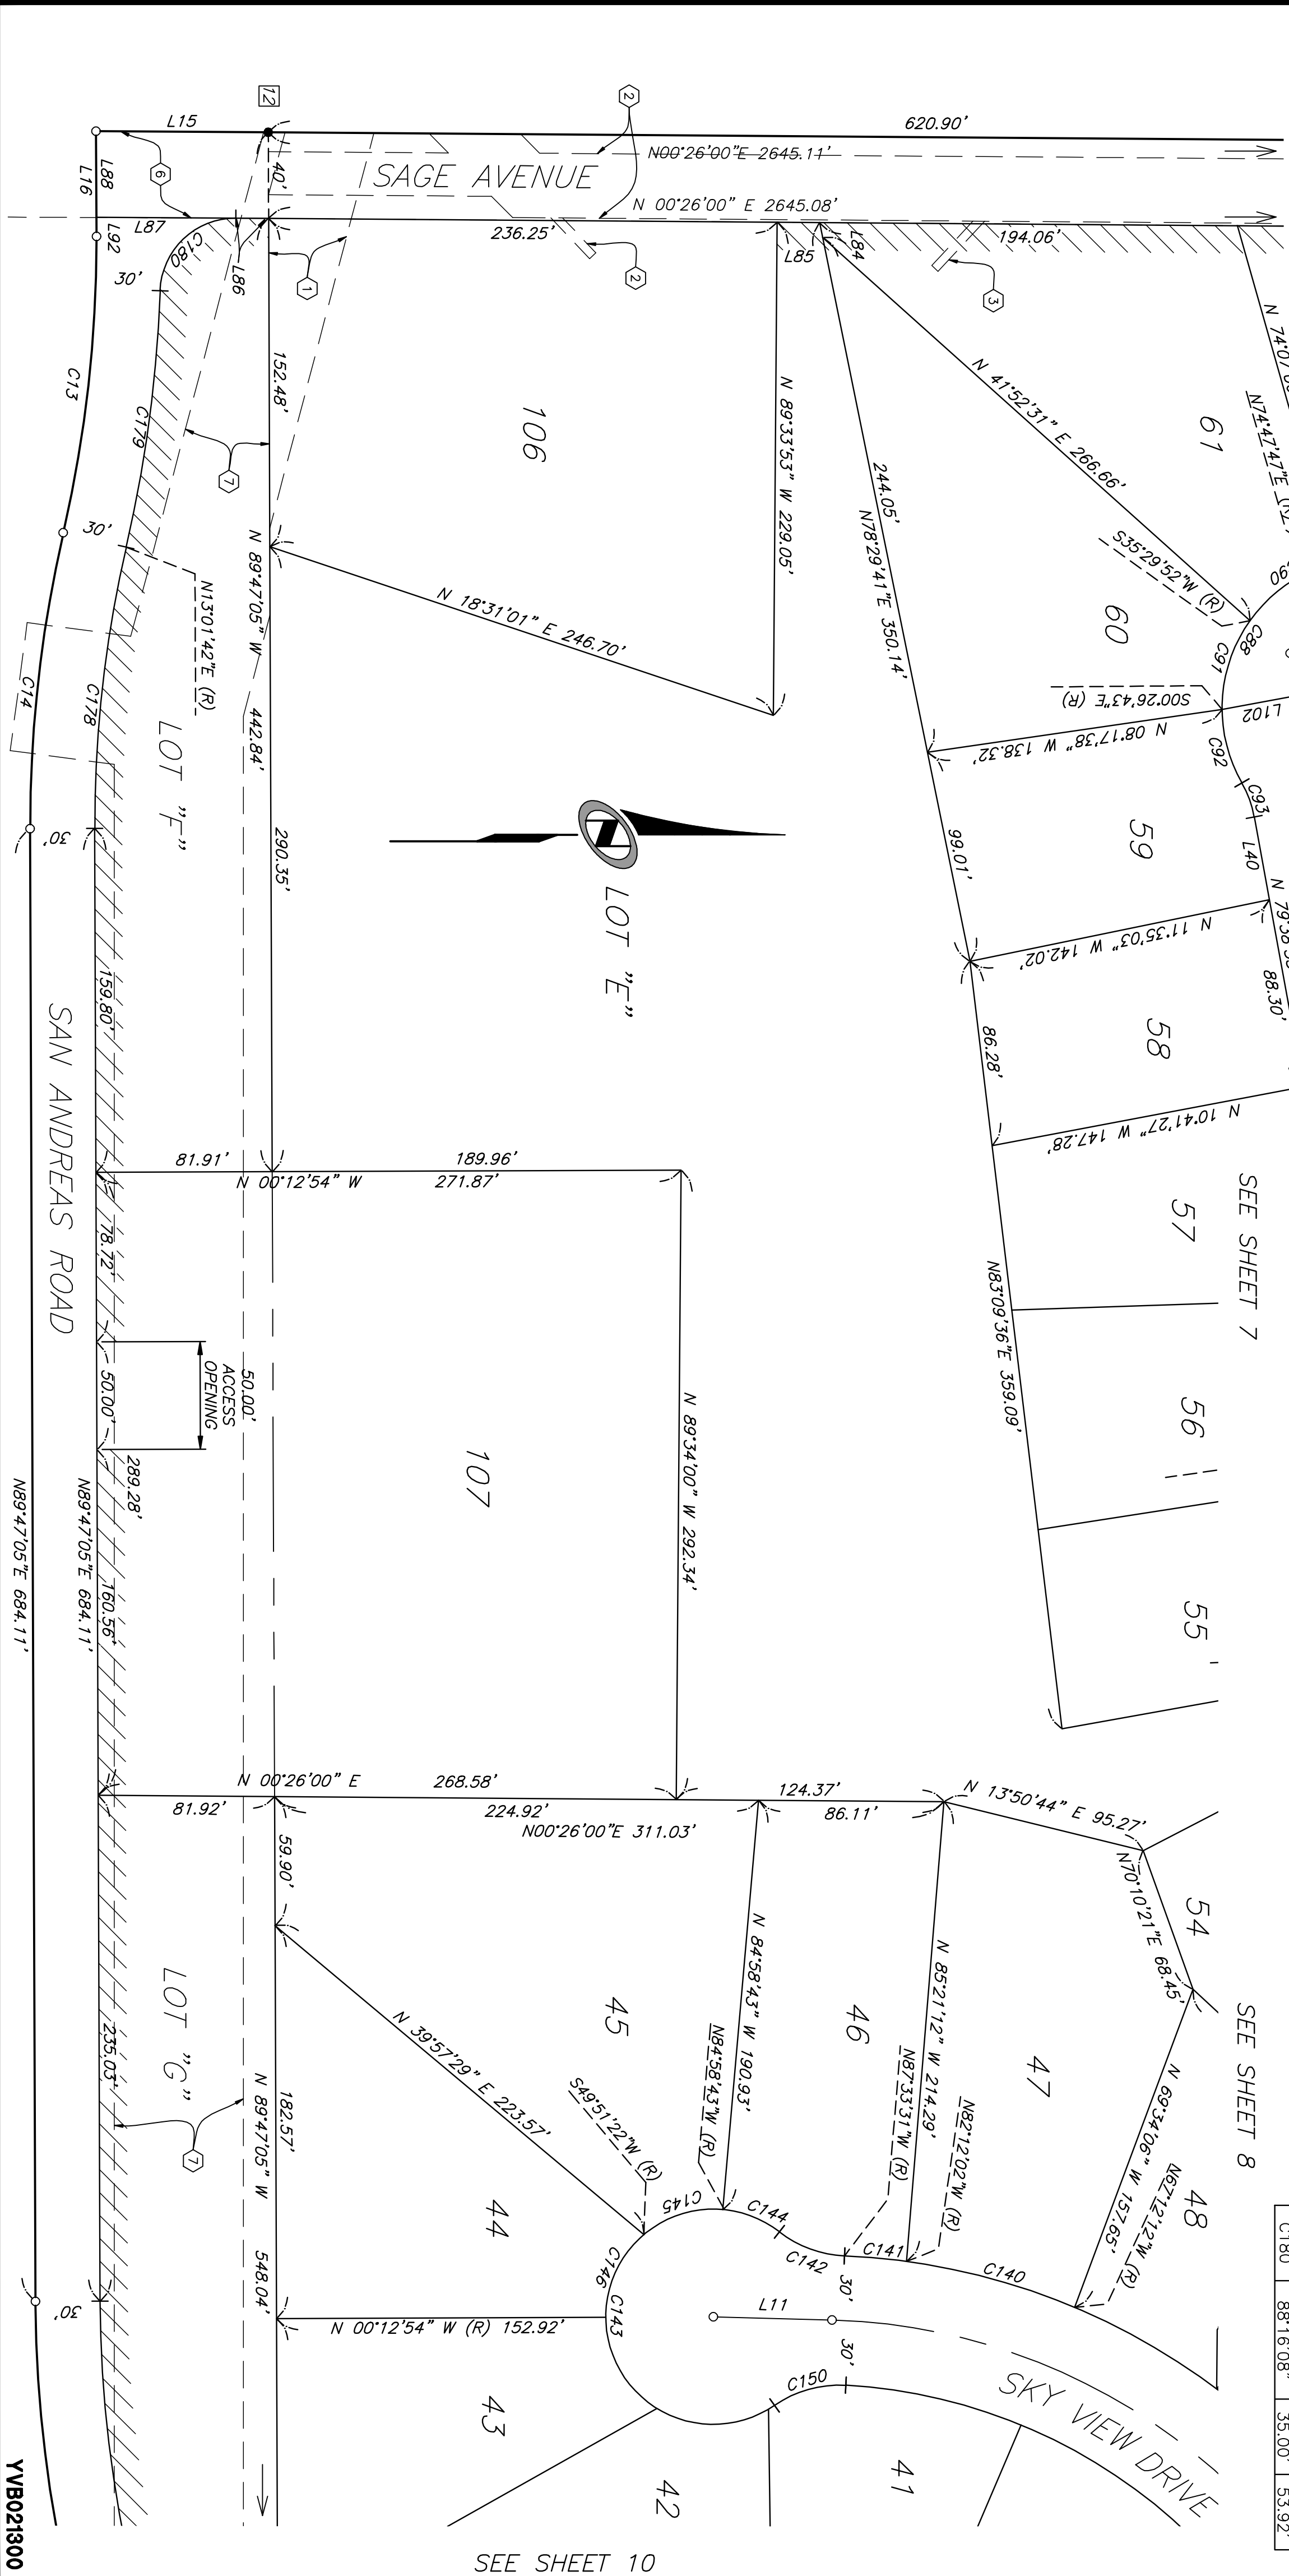 12
L15
620.90'
L88
L16
6
40'
2
N00°26'00"E 2645.11'
SAGE AVENUE
N 00°26'00" E 2645.08'
L87
L92
C180
L86
30'
1
236.25'
2
L85
L84
194.06'
3
C13
C179
7
152.48'
106
N 89°33'53" W 229.05'
244.05'
N78°29'41"E 350.14'
N 41°52'31" E 266.66'
61
N74°47'47"E
S35°29'52"W (R)
60
C88
C91
S00°26'43"E (R)
L102
C92
C93
L40
30'
N13°01'42"E (R)
N 89°47'05" W 442.84'
N 18°31'01" E 246.70'
C14
C178
LOT "F"
30'
290.35'
LOT "E"
N 08°17'38" W 138.32'
59
99.01'
N 11°35'03" W 142.02'
88.30'
58
86.28'
N 10°41'27" W 147.28'
57
SEE SHEET 7
159.80'
SAN ANDREAS ROAD
81.91'
189.96'
N 00°12'54" W 271.87'
78.72'
50.00'
50.00'
ACCESS
OPENING
289.28'
107
N 89°34'00" W 292.34'
N83°09'36"E 359.09'
56
55
N89°47'05"E 684.11'
N89°47'05"E 684.11'
160.56'
N 00°26'00" E 268.58'
124.37'
81.92'
224.92'
86.11'
N00°26'00"E 311.03'
N 13°50'44" E 95.27'
N70°10'21"E 68.45'
54
59.90'
N 84°58'43" W 190.93'
N 85°21'12" W 214.29'
SEE SHEET 8
LOT "G"
235.03'
7
182.57'
N 89°47'05" W 548.04'
N 39°57'29" E 223.57'
45
46
47
N 69°34'06" W 157.65'
48
N67°12'12"W (R)
S49°51'22"W (R)
N84°58'43"W (R)
N87°33'31"W (R)
N82°12'02"W (R)
44
C145
C144
C142
C141
C140
C146
C143
30'
L11
30'
30'
N 00°12'54" W (R) 152.92'
C150
SKY VIEW DRIVE
43
42
41
C180 88°16'08" 35.00' 53.92'
SEE SHEET 10
YVB021300